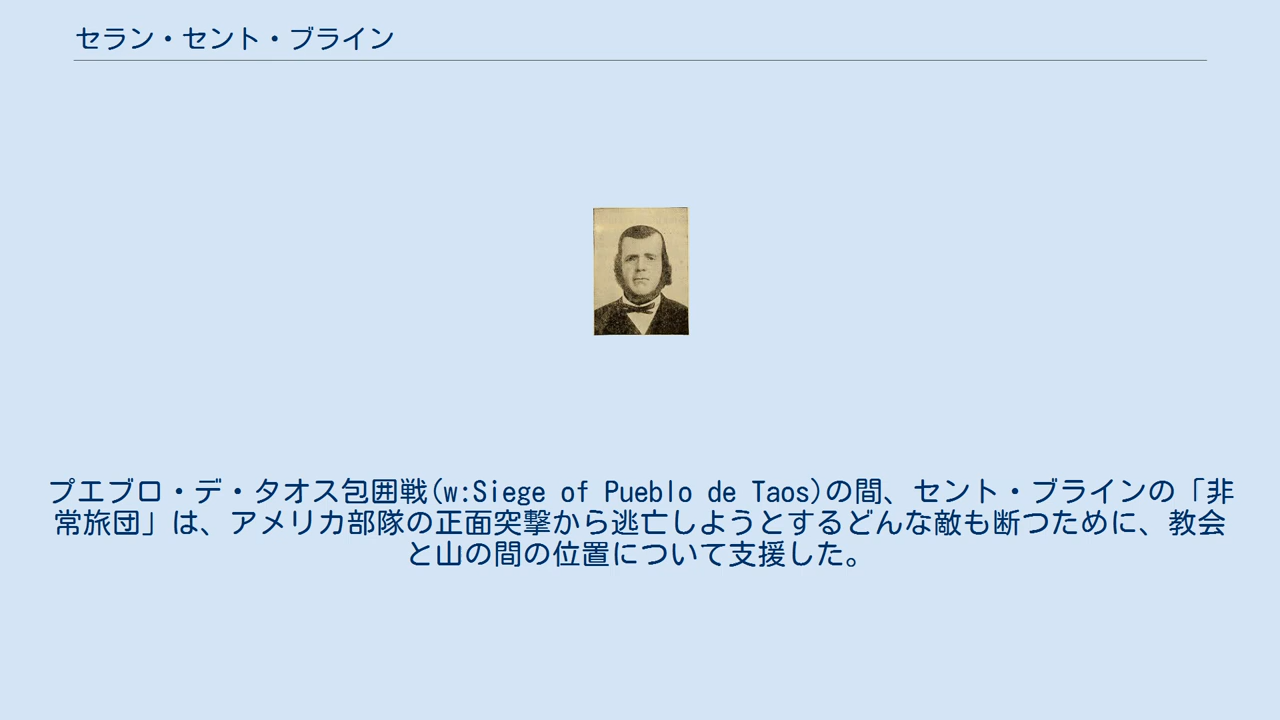 セラン・セント・ブライン
プエブロ・デ・タオス包囲戦(w:Siege of Pueblo de Taos)の間、セント・ブラインの「非
常旅団」は、アメリカ部隊の正面突撃から逃亡しようとするどんな敵も断つために、教会
と山の間の位置について支援した。